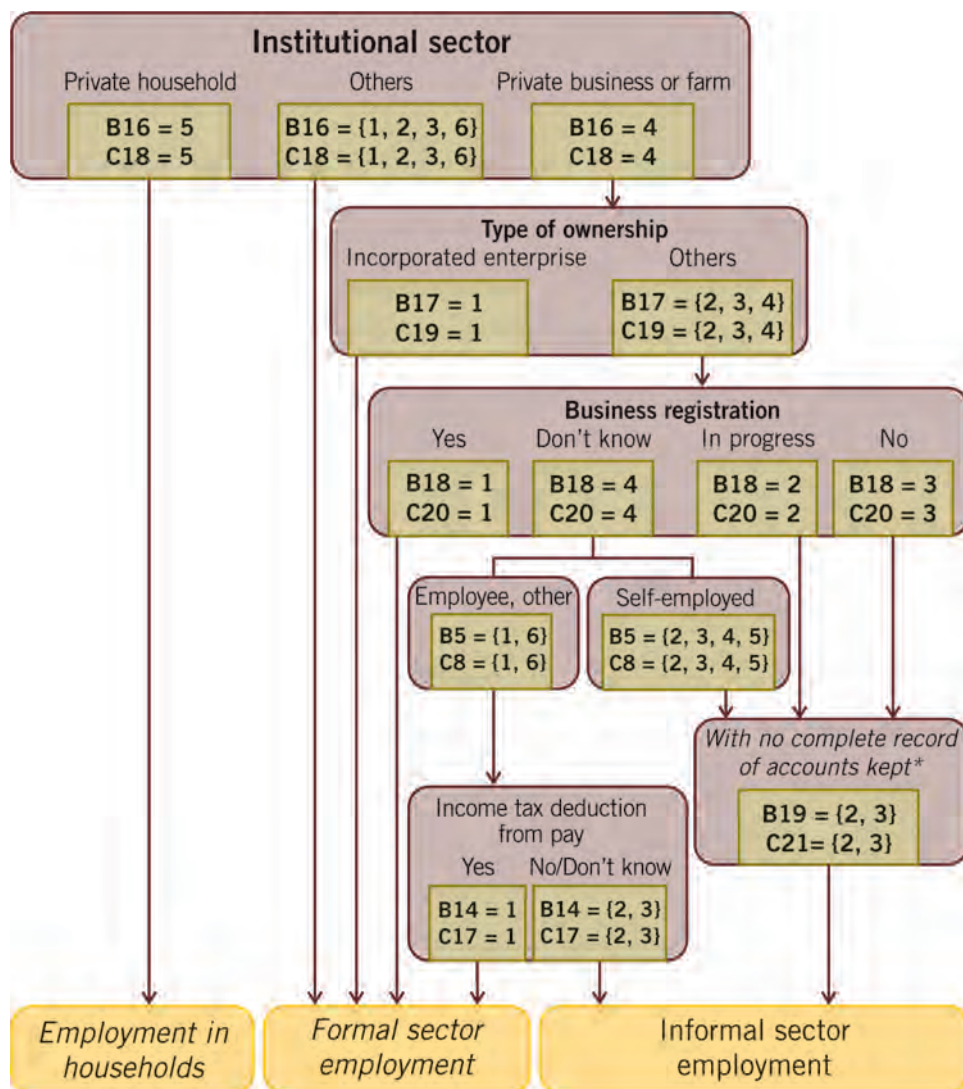 Institutional sector
Private household
Others
Private business or farm
B16 = 5
C18 = 5
B16 = {1, 2, 3, 6}
C18 = {1, 2, 3, 6}
B16 = 4
C18 = 4
Type of ownership
Incorporated enterprise
Others
B17 = 1
C19 = 1
B17 = {2, 3, 4}
C19 = {2, 3, 4}
Business registration
Yes
Don't know
In progress
No
B18 = 1
C20 = 1
B18 = 4
C20 = 4
B18 = 2
C20 = 2
B18 = 3
C20 = 3
Employee, other
B5 = {1, 6}
C8 = {1, 6}
Self-employed
B5 = {2, 3, 4, 5}
C8 = {2, 3, 4, 5}
With no complete record
of accounts kept*
B19 = {2, 3}
C21= {2, 3}
Income tax deduction
from pay
Yes
No/Don't know
B14 = 1
C17 = 1
B14 = {2, 3}
C17 = {2, 3}
Employment in
households
Formal sector
employment
Informal sector
employment